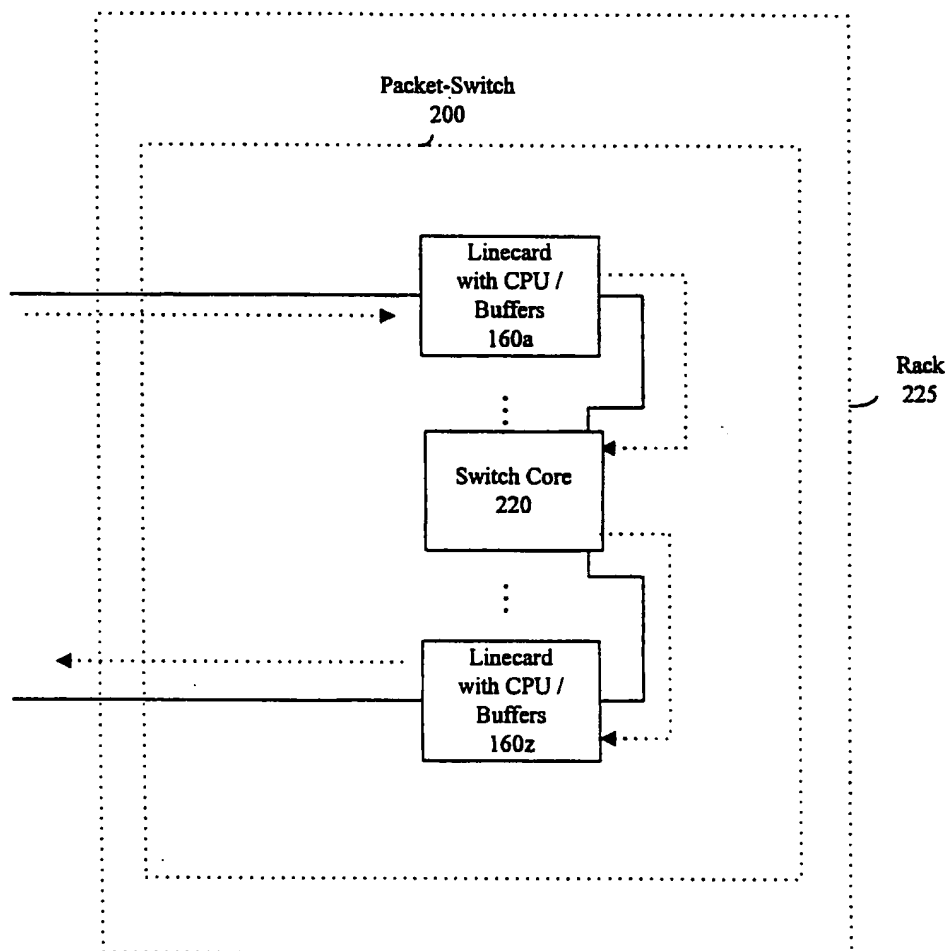 Packet-Switch
200
Linecard
with CPU /
Buffers
160a
Rack
225
Switch Core
220
Linecard
with CPU /
Buffers
160z